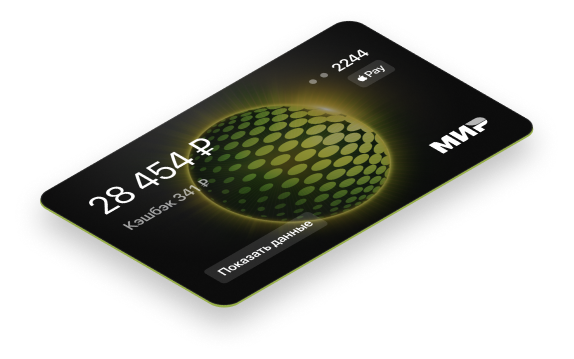 •• 2244
Pay
28 454 ₽
Кэшбэк 341 ₽
МИР
Показать данные